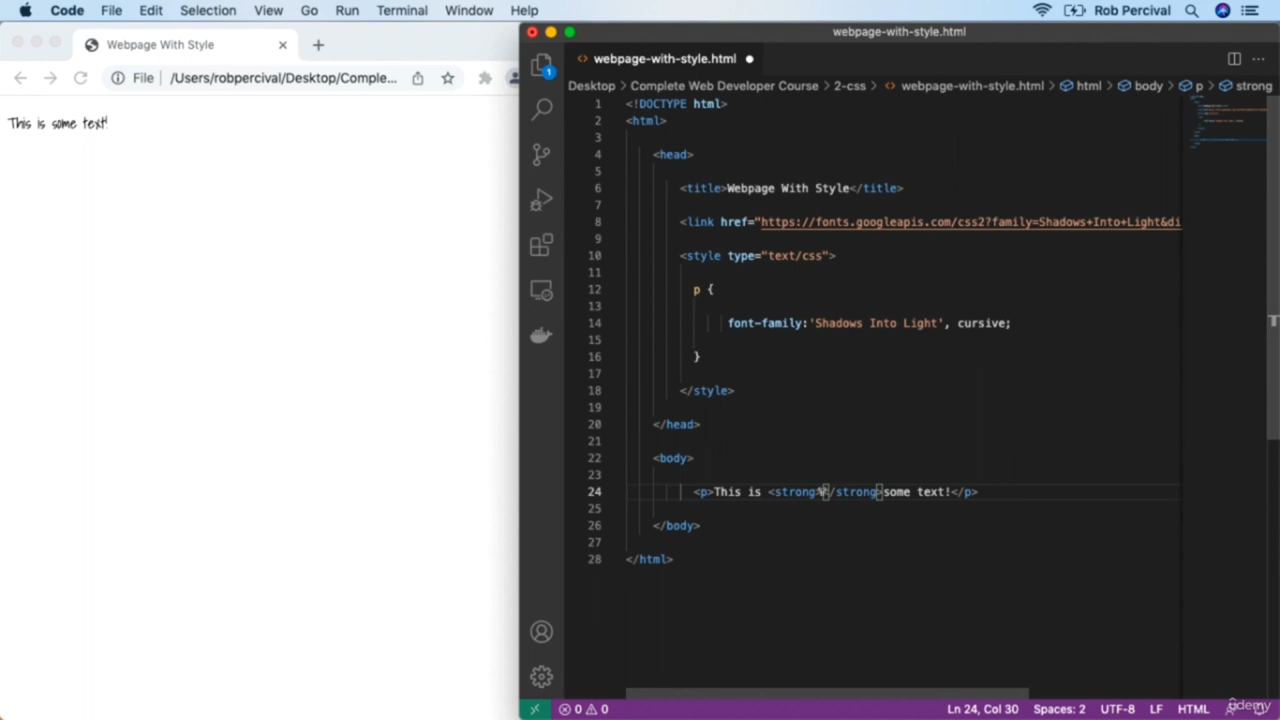 Code File Edit Selection View Go Run Terminal Window Help Rob Percival
Webpage With Style
File /Users/robpercival/Desktop/Comple...
This is some text!
webpage-with-style.html
webpage-with-style.html
Desktop > Complete Web Developer Course > 2-css > webpage-with-style.html > html > body > p > strong
1 <!DOCTYPE html>
2 <html>
3
4 <head>
5
6 <title>Webpage With Style</title>
7
8 <link href="https://fonts.googleapis.com/css2?family=Shadows+Into+Light&di
9
10 <style type="text/css">
11
12 p {
13
14 font-family:'Shadows Into Light', cursive;
15
16 }
17
18 </style>
19
20 </head>
21
22 <body>
23
24 <p>This is <strong></strong>some text!</p>
25
26 </body>
27
28 </html>
1
0 0 Ln 24, Col 30 Spaces: 2 UTF-8 LF HTML
udemy